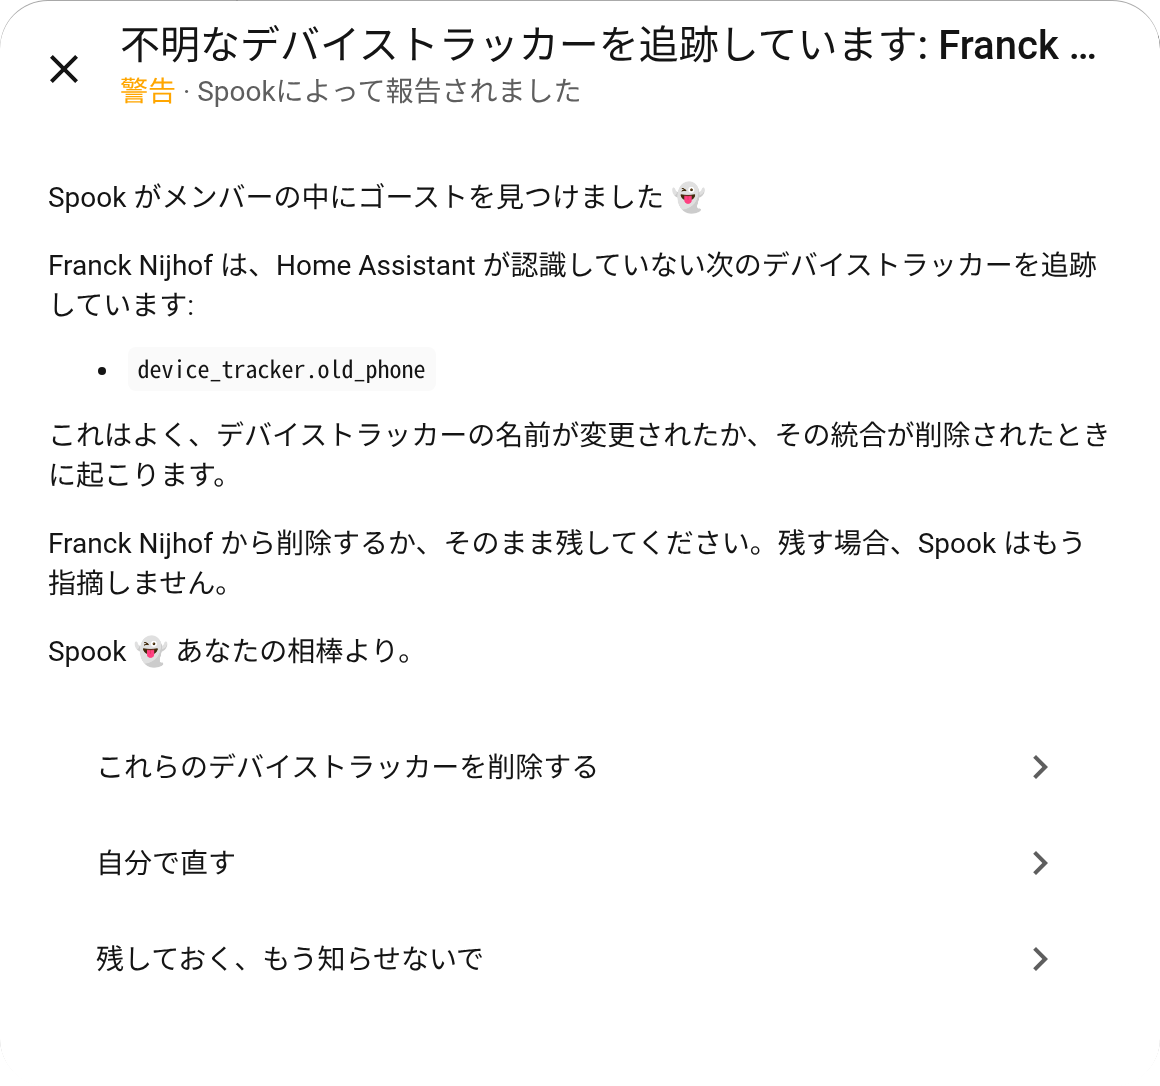 不明なデバイストラッカーを追跡しています: Franck ...
警告 · Spookによって報告されました
Spook がメンバーの中にゴーストを見つけました 👻
Franck Nijhof は、Home Assistant が認識していない次のデバイストラッカーを追跡
しています:
• device_tracker.old_phone
これはよく、デバイストラッカーの名前が変更されたか、その統合が削除されたとき
に起こります。
Franck Nijhof から削除するか、そのまま残してください。残す場合、Spook はもう
指摘しません。
Spook 👻 あなたの相棒より。
これらのデバイストラッカーを削除する
自分で直す
残しておく、もう知らせないで